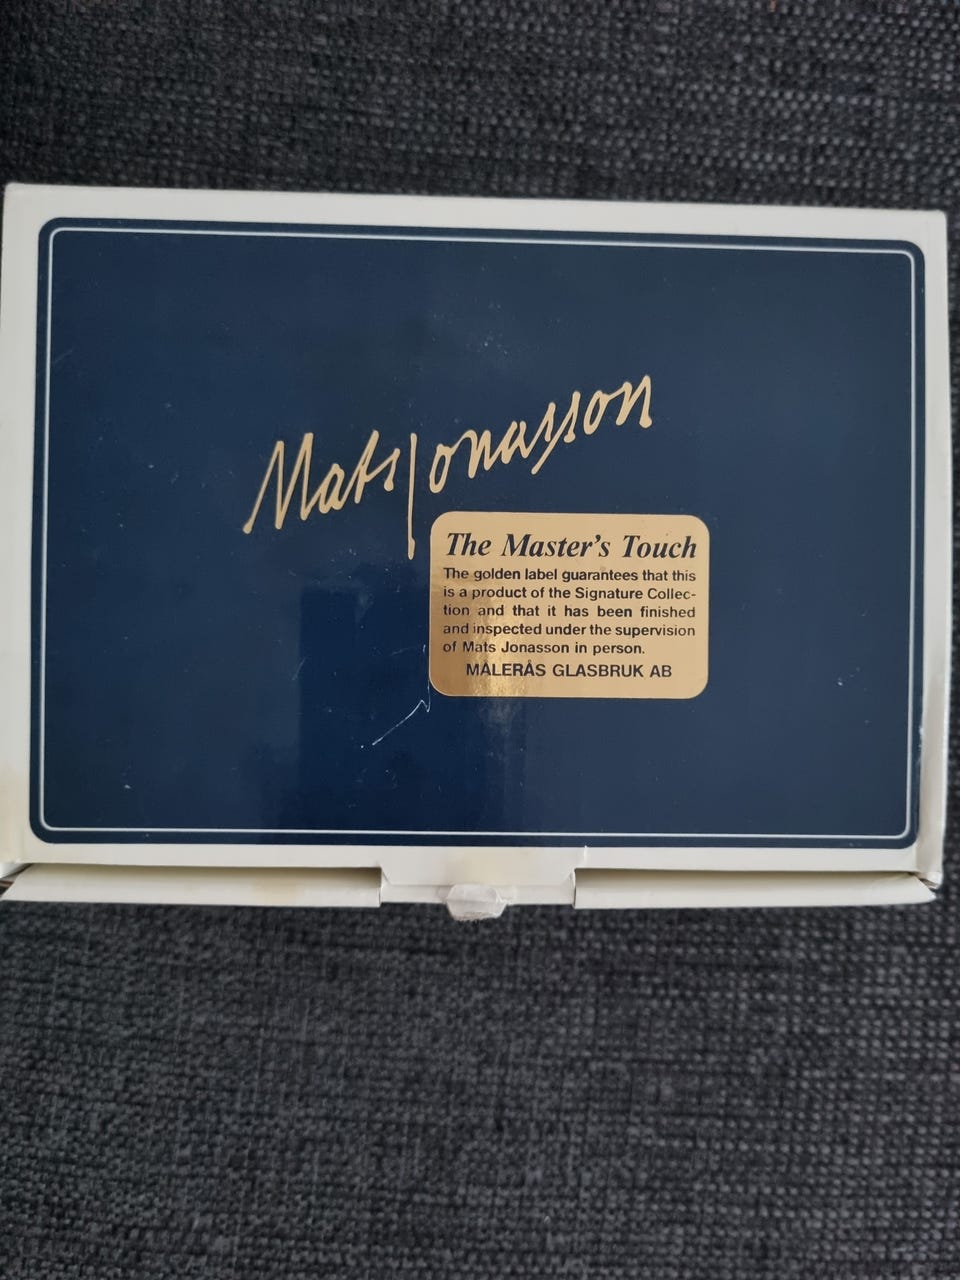 Mats Jonasson
The Master's Touch
The golden label guarantees that this
is a product of the Signature Collec-
tion and that it has been finished
and inspected under the supervision
of Mats Jonasson in person.
MÅLERÅS GLASBRUK AB